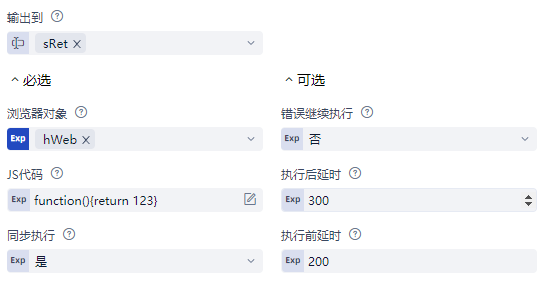 输出到
sRet
必选
可选
浏览器对象
错误继续执行
Exp hWeb
Exp 否
JS代码
执行后延时
Exp function(){return 123}
Exp 300
同步执行
执行前延时
Exp 是
Exp 200